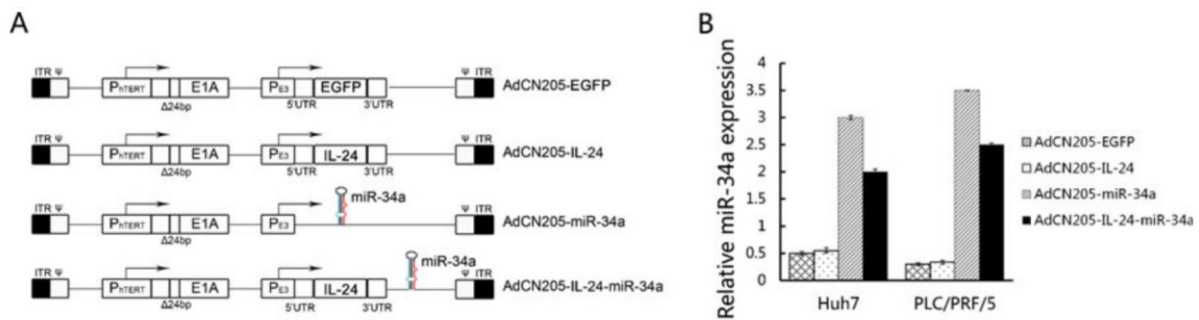 A
ITR Ψ
PhTERT E1A PE3 EGFP
Δ24bp 5'UTR 3'UTR
Ψ ITR
AdCN205-EGFP
ITR Ψ
PhTERT E1A PE3 IL-24
Δ24bp 5'UTR 3'UTR
Ψ ITR
AdCN205-IL-24
miR-34a
ITR Ψ
PhTERT E1A PE3
Δ24bp
Ψ ITR
AdCN205-miR-34a
miR-34a
ITR Ψ
PhTERT E1A PE3 IL-24
Δ24bp 5'UTR 3'UTR
Ψ ITR
AdCN205-IL-24-miR-34a
B
Relative miR-34a expression
4
3.5
3
2.5
2
1.5
1
0.5
0
Huh7 PLC/PRF/5
AdCN205-EGFP
AdCN205-IL-24
AdCN205-miR-34a
AdCN205-IL-24-miR-34a